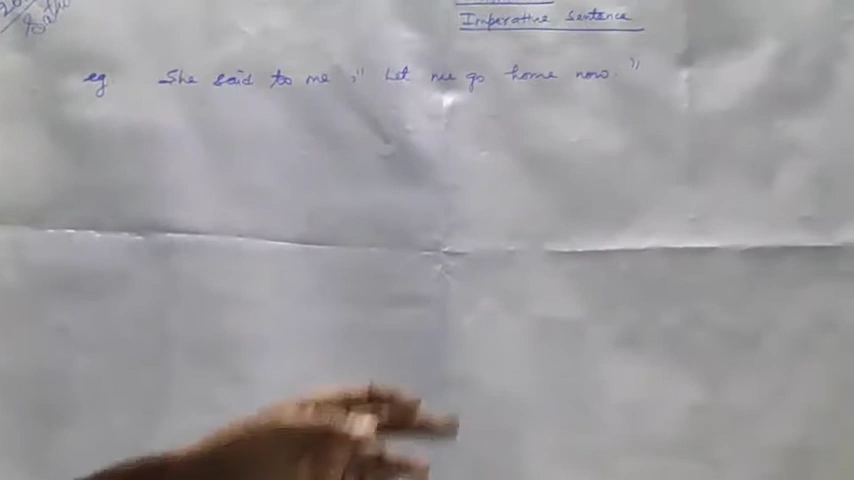 Imperative sentence
eg She said to me ," Let me go home now. "